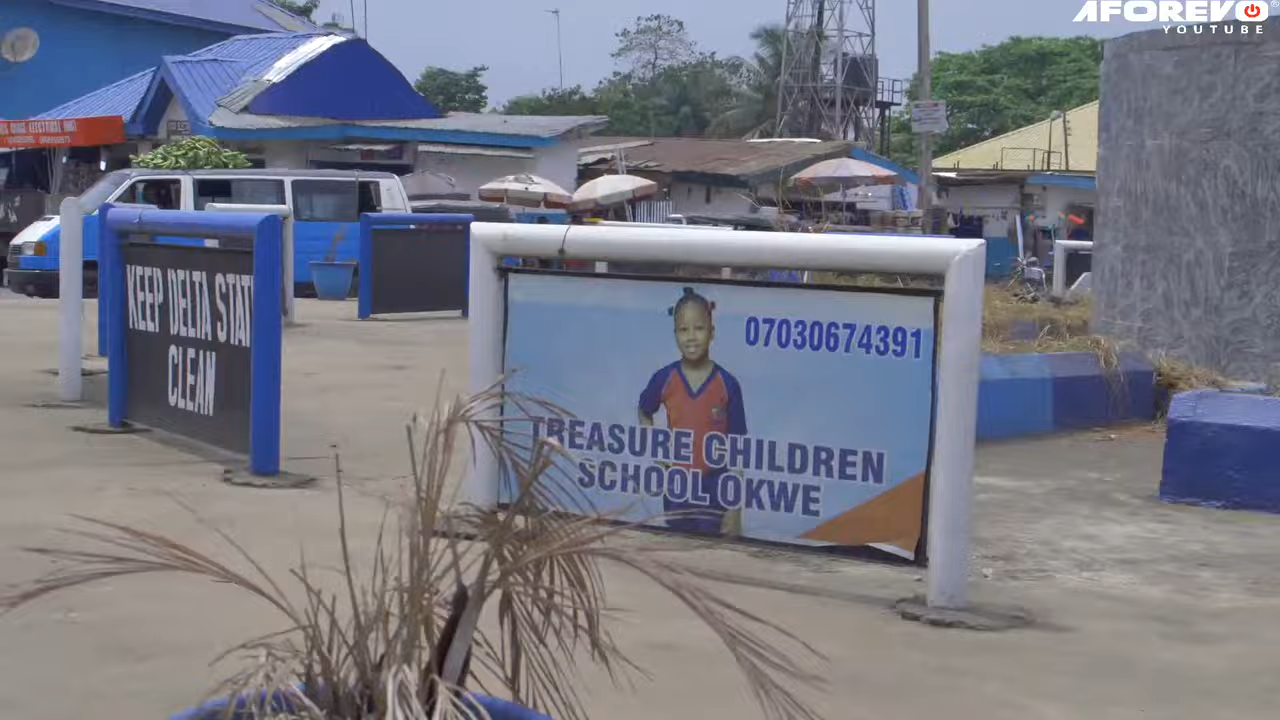 AFOREVO
YOUTUBE
KEEP DELTA STAT
CLEAN
07030674391
TREASURE CHILDREN
SCHOOL OKWE